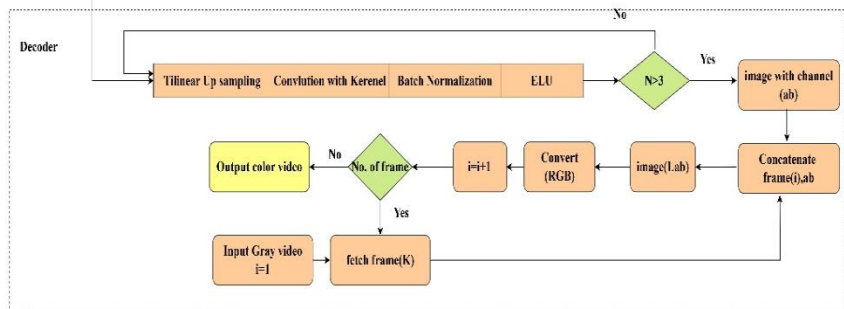 No
Decoder
Tilinear Up sampling
Convlution with Kerenel
Batch Normalization
ELU
N>3
Yes
image with channel
(ab)
Output color video
No
No. of frame
i=i+1
Convert
(RGB)
image(Lab)
Concatenate
frame(i),ab
Yes
Input Gray video
i=1
fetch frame(K)